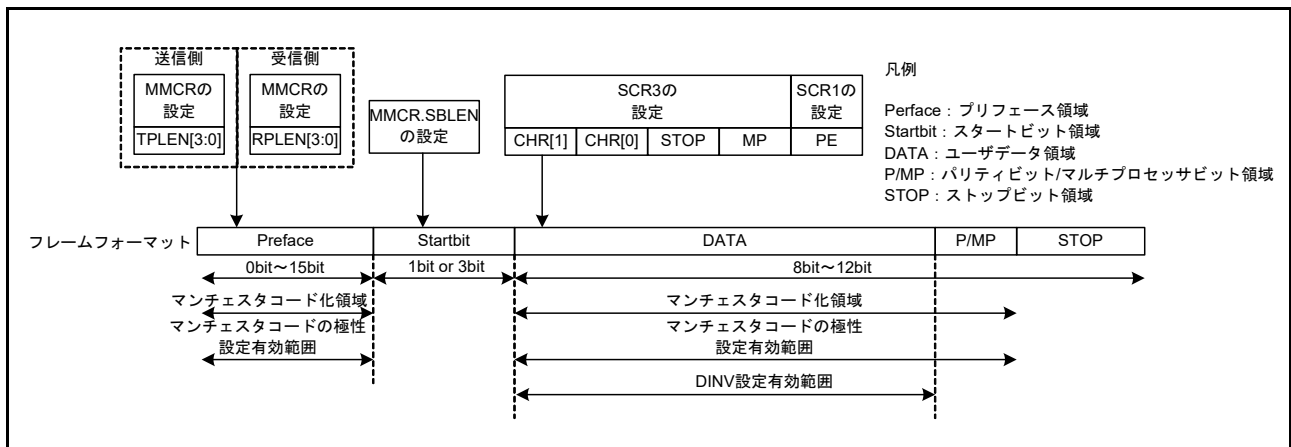 送信側
受信側
MMCRの
設定
TPLEN[3:0]
MMCRの
設定
RPLEN[3:0]
MMCR.SBLEN
の設定
SCR3の
設定
SCR1の
設定
CHR[1]
CHR[0]
STOP
MP
PE
凡例
Perface：プリフェース領域
Startbit：スタートビット領域
DATA：ユーザデータ領域
P/MP：パリティビット/マルチプロセッサビット領域
STOP：ストップビット領域
フレームフォーマット
Preface
Startbit
DATA
P/MP
STOP
0bit～15bit
1bit or 3bit
8bit～12bit
マンチェスタコード化領域
マンチェスタコード化領域
マンチェスタコードの極性
設定有効範囲
マンチェスタコードの極性
設定有効範囲
DINV設定有効範囲